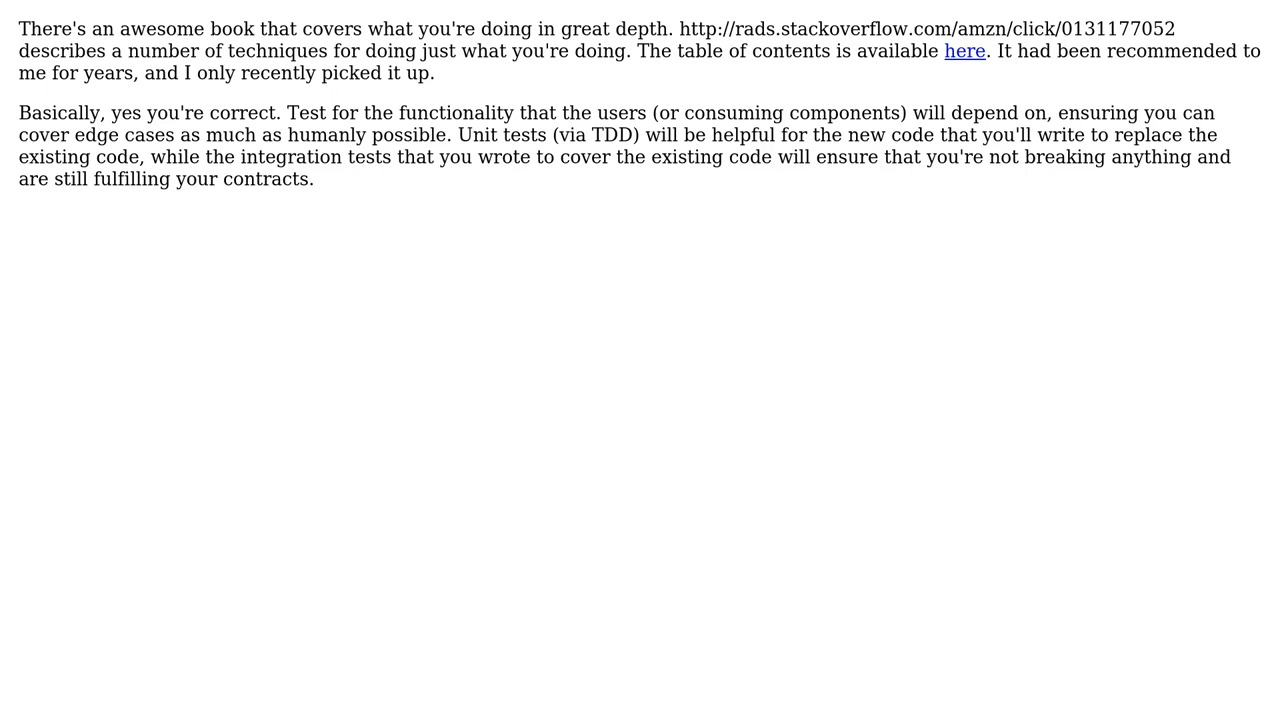 There's an awesome book that covers what you're doing in great depth. http://rads.stackoverflow.com/amzn/click/0131177052
describes a number of techniques for doing just what you're doing. The table of contents is available here. It had been recommended to
me for years, and I only recently picked it up.
Basically, yes you're correct. Test for the functionality that the users (or consuming components) will depend on, ensuring you can
cover edge cases as much as humanly possible. Unit tests (via TDD) will be helpful for the new code that you'll write to replace the
existing code, while the integration tests that you wrote to cover the existing code will ensure that you're not breaking anything and
are still fulfilling your contracts.